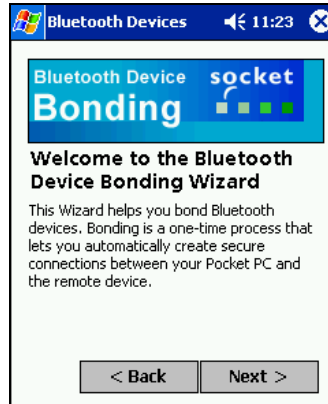 Bluetooth Devices 11:23
Bluetooth Device
Bonding
socket
Welcome to the Bluetooth
Device Bonding Wizard
This Wizard helps you bond Bluetooth
devices. Bonding is a one-time process that
lets you automatically create secure
connections between your Pocket PC and
the remote device.
< Back Next >